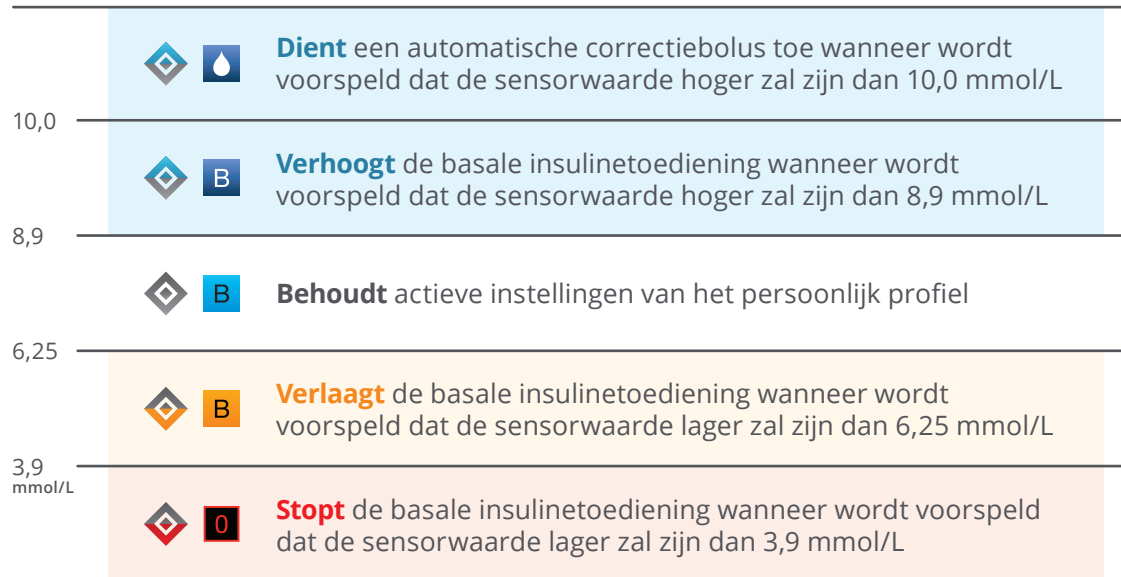 Dient een automatische correctiebolus toe wanneer wordt
voorspeld dat de sensorwaarde hoger zal zijn dan 10,0 mmol/L
10,0
B
Verhoogt de basale insulinetoediening wanneer wordt
voorspeld dat de sensorwaarde hoger zal zijn dan 8,9 mmol/L
8,9
B
Behoudt actieve instellingen van het persoonlijk profiel
6,25
B
Verlaagt de basale insulinetoediening wanneer wordt
voorspeld dat de sensorwaarde lager zal zijn dan 6,25 mmol/L
3,9
mmol/L
0
Stopt de basale insulinetoediening wanneer wordt voorspeld
dat de sensorwaarde lager zal zijn dan 3,9 mmol/L